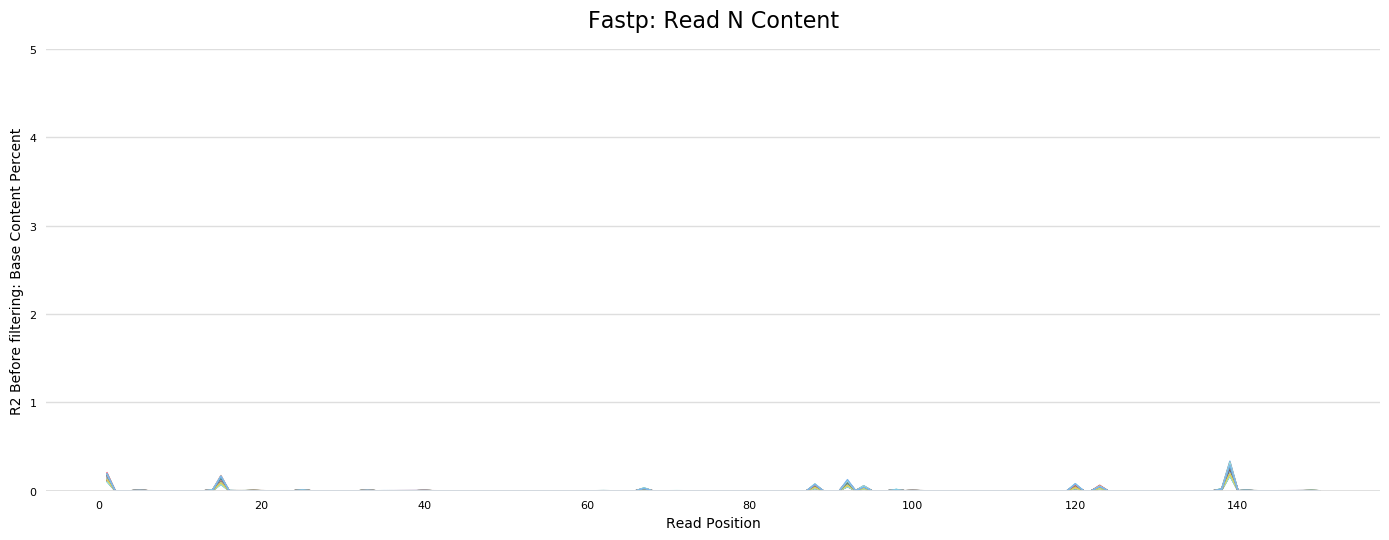 Fastp: Read N Content
R2 Before filtering: Base Content Percent
5
4
3
2
1
0
0 20 40 60 80 100 120 140
Read Position